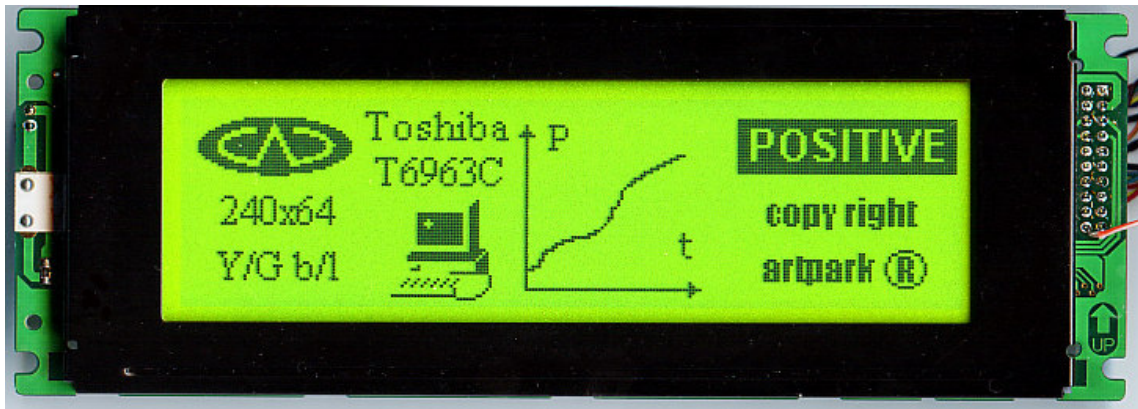 Toshiba
T6963C
240x64
Y/G b/l
P
t
POSITIVE
copy right
artpark ®
UP